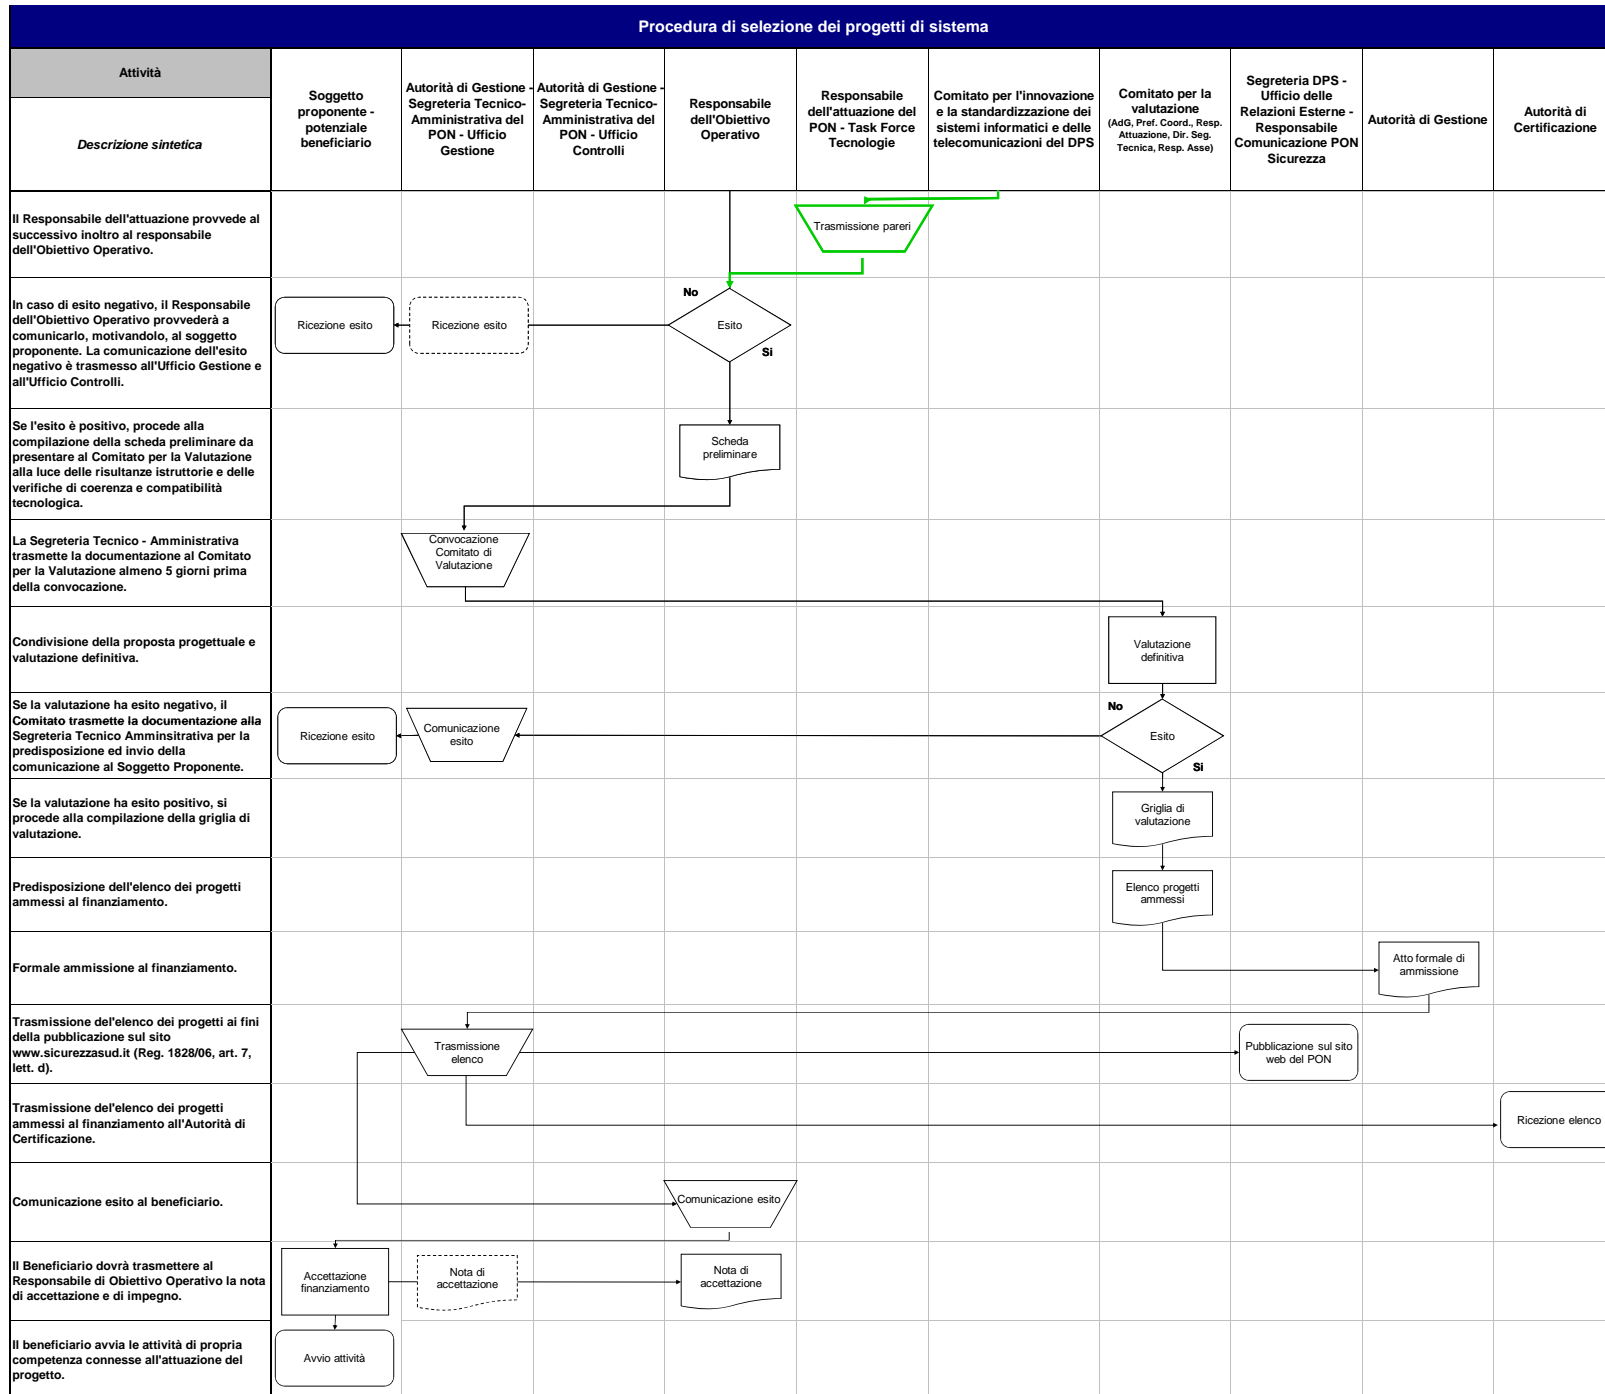 Procedura di selezione dei progetti di sistema
Attività
Descrizione sintetica
Soggetto
proponente -
potenziale
beneficiario
Autorità di Gestione -
Segreteria Tecnico-
Amministrativa del
PON - Ufficio
Gestione
Autorità di Gestione -
Segreteria Tecnico-
Amministrativa del
PON - Ufficio
Controlli
Responsabile
dell'Obiettivo
Operativo
Responsabile
dell'attuazione del
PON - Task Force
Tecnologie
Comitato per l'innovazione
e la standardizzazione dei
sistemi informatici e delle
telecomunicazioni del DPS
Comitato per la
valutazione
(AdG, Pref. Coord., Resp.
Attuazione, Dir. Seg.
Tecnica, Resp. Asse)
Segreteria DPS -
Ufficio delle
Relazioni Esterne -
Responsabile
Comunicazione PON
Sicurezza
Autorità di Gestione
Autorità di
Certificazione
Il Responsabile dell'attuazione provvede al
successivo inoltro al responsabile
dell'Obiettivo Operativo.
Trasmissione pareri
In caso di esito negativo, il Responsabile
dell'Obiettivo Operativo provvederà a
comunicarlo, motivandolo, al soggetto
proponente. La comunicazione dell'esito
negativo è trasmesso all'Ufficio Gestione e
all'Ufficio Controlli.
Ricezione esito
Ricezione esito
No
Esito
Si
Se l'esito è positivo, procede alla
compilazione della scheda preliminare da
presentare al Comitato per la Valutazione
alla luce delle risultanze istruttorie e delle
verifiche di coerenza e compatibilità
tecnologica.
Scheda
preliminare
La Segreteria Tecnico - Amministrativa
trasmette la documentazione al Comitato
per la Valutazione almeno 5 giorni prima
della convocazione.
Convocazione
Comitato di
Valutazione
Condivisione della proposta progettuale e
valutazione definitiva.
Valutazione
definitiva
Se la valutazione ha esito negativo, il
Comitato trasmette la documentazione alla
Segreteria Tecnico Amminsitrativa per la
predisposizione ed invio della
comunicazione al Soggetto Proponente.
Ricezione esito
Comunicazione
esito
No
Esito
Si
Se la valutazione ha esito positivo, si
procede alla compilazione della griglia di
valutazione.
Griglia di
valutazione
Predisposizione dell'elenco dei progetti
ammessi al finanziamento.
Elenco progetti
ammessi
Formale ammissione al finanziamento.
Atto formale di
ammissione
Trasmissione del'elenco dei progetti ai fini
della pubblicazione sul sito
www.sicurezzasud.it (Reg. 1828/06, art. 7,
lett. d).
Trasmissione
elenco
Pubblicazione sul sito
web del PON
Trasmissione del'elenco dei progetti
ammessi al finanziamento all'Autorità di
Certificazione.
Ricezione elenco
Comunicazione esito al beneficiario.
Comunicazione esito
Il Beneficiario dovrà trasmettere al
Responsabile di Obiettivo Operativo la nota
di accettazione e di impegno.
Accettazione
finanziamento
Nota di
accettazione
Nota di
accettazione
Il beneficiario avvia le attività di propria
competenza connesse all'attuazione del
progetto.
Avvio attività